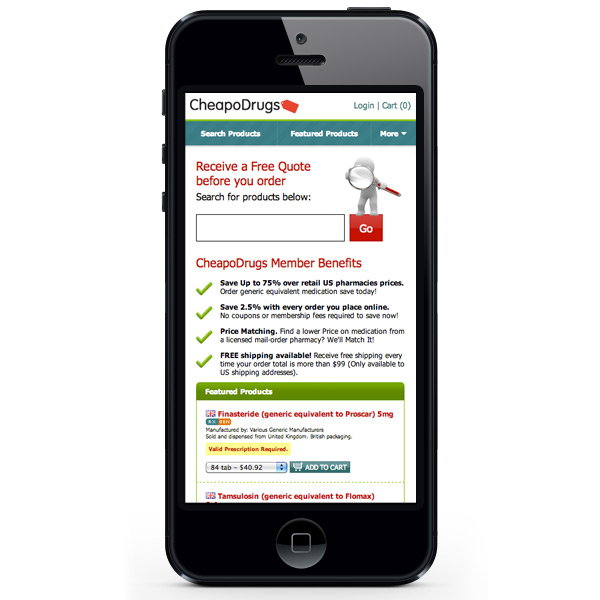 CheapoDrugs
Login | Cart (0)
Search Products
Featured Products
More
Receive a Free Quote
before you order
Search for products below:
Go
CheapoDrugs Member Benefits
Save Up to 75% over retail US pharmacies prices.
Order generic equivalent medication save today!
Save 2.5% with every order you place online.
No coupons or membership fees required to save now!
Price Matching. Find a lower Price on medication from
a licensed mail-order pharmacy? We'll Match It!
FREE shipping available! Receive free shipping every
time your order total is more than $99 (Only available to
US shipping addresses).
Featured Products
Finasteride (generic equivalent to Proscar) 5mg
RX GEN
Manufactured by: Various Generic Manufacturers
Sold and dispensed from United Kingdom. British packaging.
Valid Prescription Required.
84 tab – $40.92
ADD TO CART
Tamsulosin (generic equivalent to Flomax)